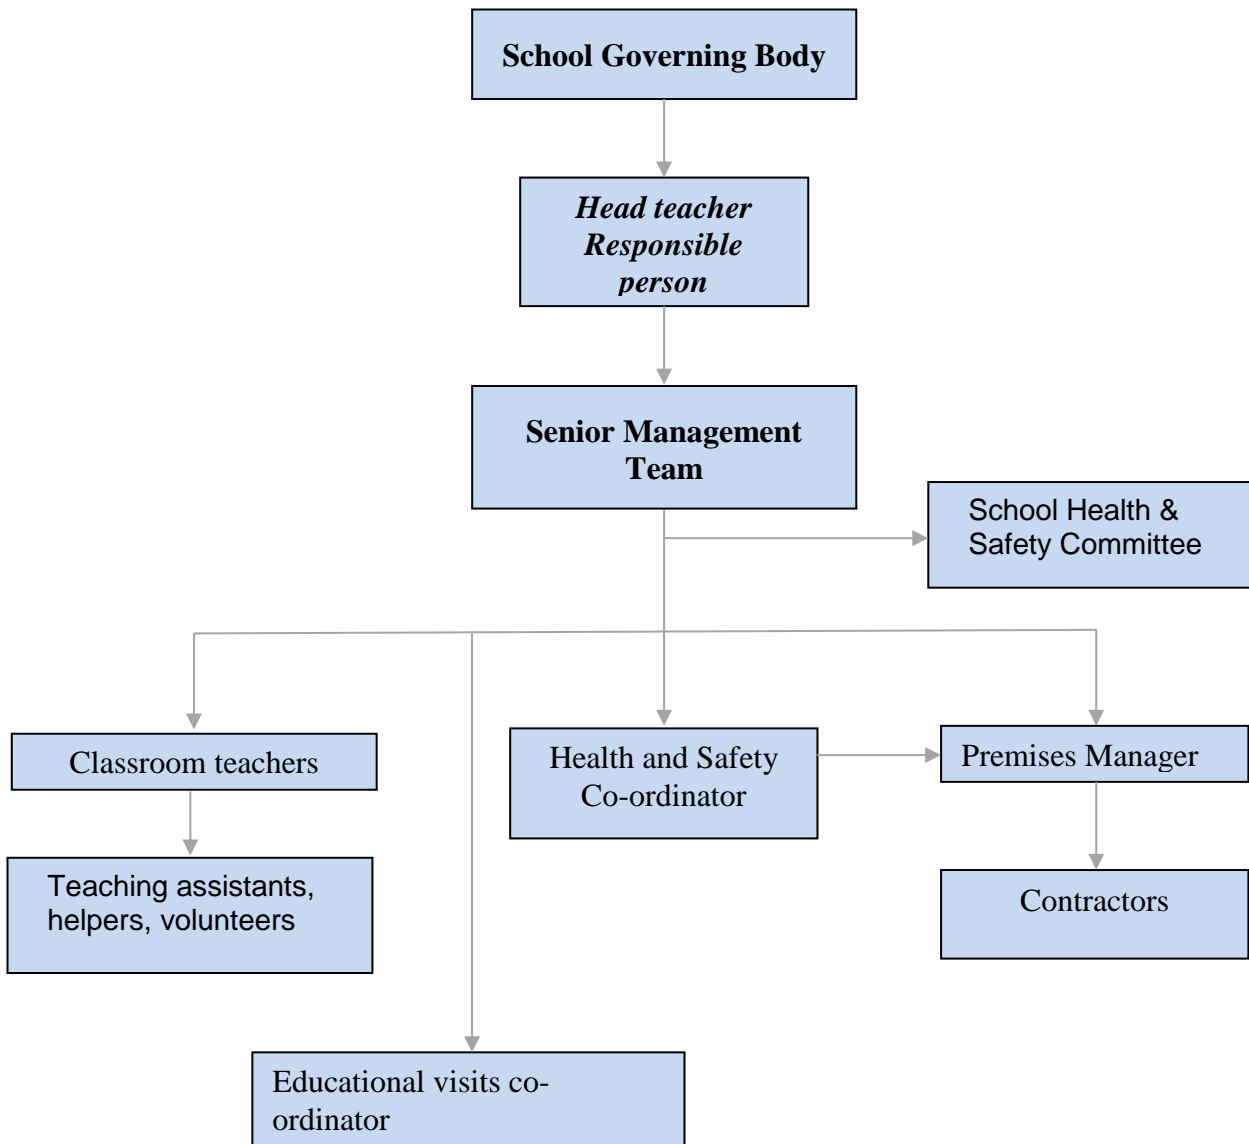 School Governing Body
Head teacher
Responsible
person
Senior Management
Team
School Health &
Safety Committee
Classroom teachers
Health and Safety
Co-ordinator
Premises Manager
Teaching assistants,
helpers, volunteers
Contractors
Educational visits co-
ordinator